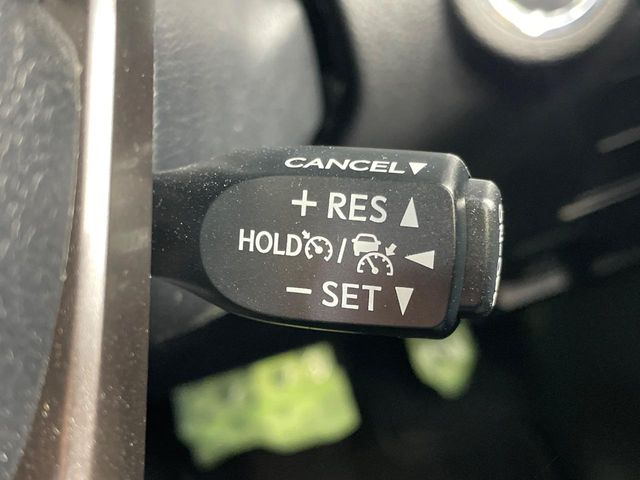 CANCEL▼
+ RES ▲
HOLD / ◀
− SET ▼